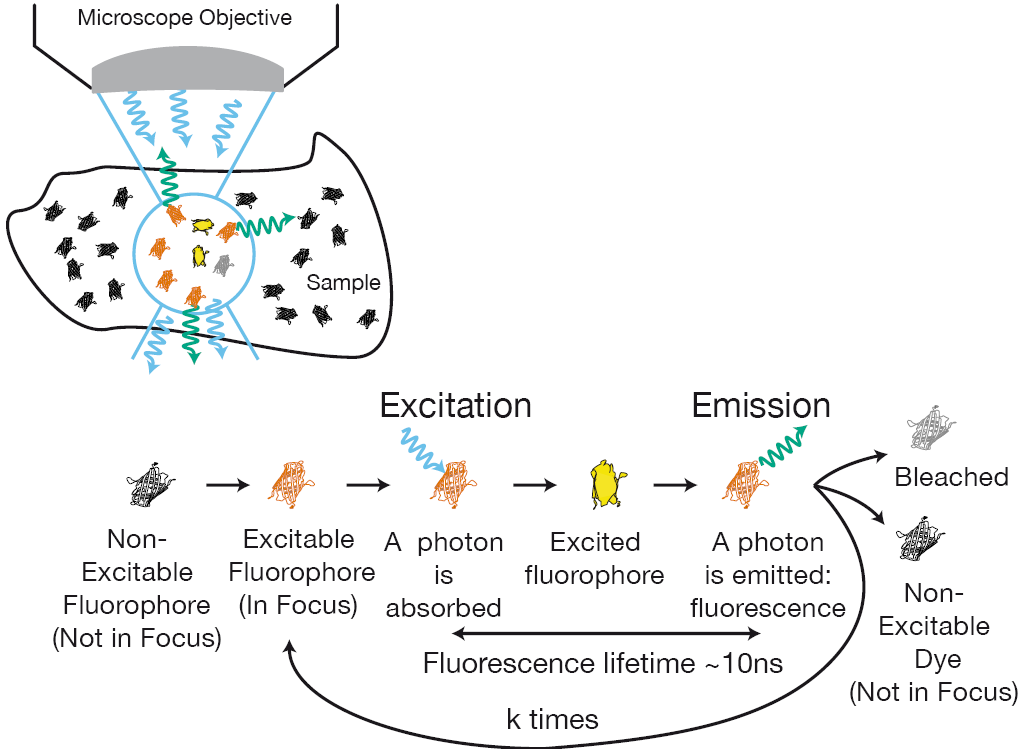 Microscope Objective
Sample
Excitation
Emission
Bleached
Non-
Excitable
Fluorophore
(Not in Focus)
Excitable
Fluorophore
(In Focus)
A photon
is
absorbed
Excited
fluorophore
A photon
is emitted:
fluorescence
Non-
Excitable
Dye
(Not in Focus)
Fluorescence lifetime ~10ns
k times